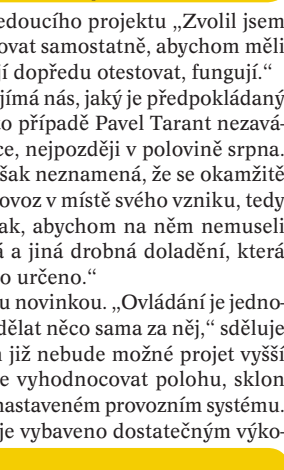 edoucího projektu „Zvolil jsem
ovat samostatně, abychom měli
jí dopředu otestovat, fungují.“
jímá nás, jaký je předpokládaný
to případě Pavel Tarant nezavá-
ce, nejpozději v polovině srpna.
šak neznamená, že se okamžitě
ovoz v místě svého vzniku, tedy
ak, abychom na něm nemuseli
á a jiná drobná doladění, která
o určeno.“
u novinkou. „Ovládání je jedno-
dělat něco sama za něj,“ sděluje
již nebude možné projet vyšší
e vyhodnocovat polohu, sklon
nastaveném provozním systému.
je vybaveno dostatečným výko-